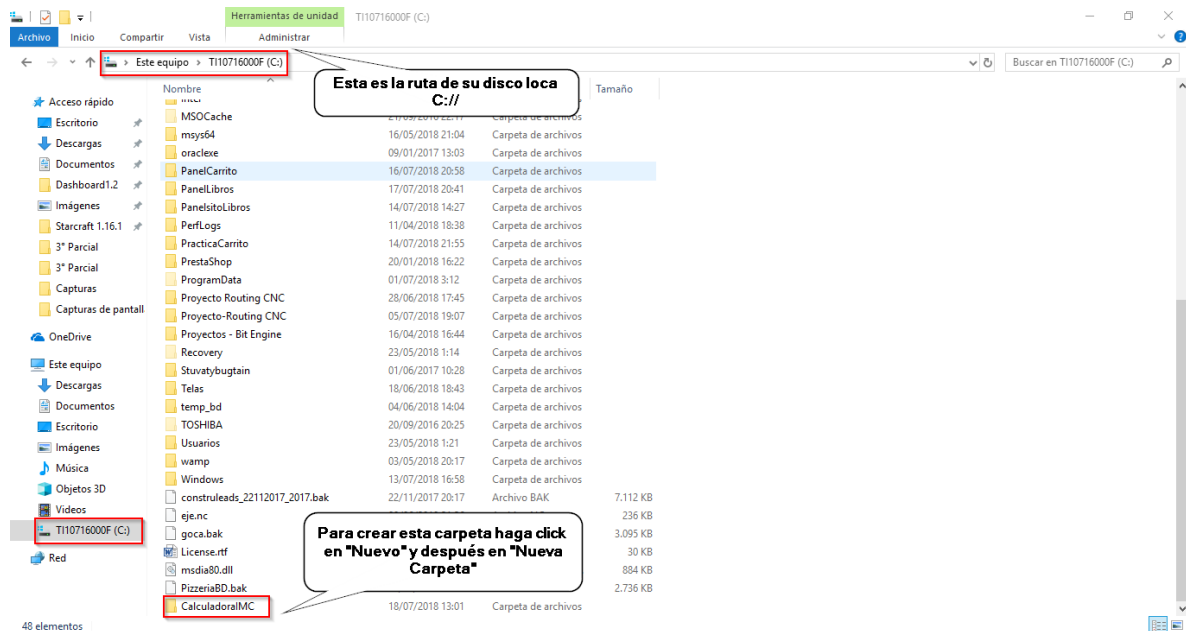 Herramientas de unidad TI10716000F (C:)
Archivo Inicio Compartir Vista Administrar
Este equipo > TI10716000F (C:) Buscar en TI10716000F (C:)
Esta es la ruta de su disco loca
C://
Nombre Tamaño
Acceso rápido
Escritorio
Descargas
Documentos
Dashboard1.2
Imágenes
Starcraft 1.16.1
3° Parcial
3° Parcial
Capturas
Capturas de pantall
OneDrive
Este equipo
Descargas
Documentos
Escritorio
Imágenes
Música
Objetos 3D
Videos
TI10716000F (C:)
Red
MSOCache Carpeta de archivos
msys64 16/05/2018 21:04 Carpeta de archivos
oraclexe 09/01/2017 13:03 Carpeta de archivos
PanelCarrito 16/07/2018 20:58 Carpeta de archivos
PanelLibros 17/07/2018 20:41 Carpeta de archivos
PanelsitoLibros 14/07/2018 14:27 Carpeta de archivos
PerfLogs 11/04/2018 18:38 Carpeta de archivos
PracticaCarrito 14/07/2018 21:55 Carpeta de archivos
PrestaShop 20/01/2018 16:22 Carpeta de archivos
ProgramData 01/07/2018 3:12 Carpeta de archivos
Proyecto Routing CNC 28/06/2018 17:45 Carpeta de archivos
Proyecto-Routing CNC 05/07/2018 19:07 Carpeta de archivos
Proyectos - Bit Engine 16/04/2018 16:44 Carpeta de archivos
Recovery 23/05/2018 1:14 Carpeta de archivos
Stuvatybugtain 01/06/2017 10:28 Carpeta de archivos
Telas 18/06/2018 18:43 Carpeta de archivos
temp_bd 04/06/2018 14:04 Carpeta de archivos
TOSHIBA 20/09/2016 20:25 Carpeta de archivos
Usuarios 23/05/2018 1:21 Carpeta de archivos
wamp 03/05/2018 20:17 Carpeta de archivos
Windows 13/07/2018 16:58 Carpeta de archivos
construleads_22112017_2017.bak 22/11/2017 20:17 Archivo BAK 7.112 KB
eje.nc 236 KB
goca.bak 3.095 KB
License.rtf 30 KB
msdia80.dll 884 KB
PizzeriaBD.bak 2.736 KB
Para crear esta carpeta haga click
en "Nuevo" y después en "Nueva
Carpeta"
CalculadoraIMC 18/07/2018 13:01 Carpeta de archivos
48 elementos